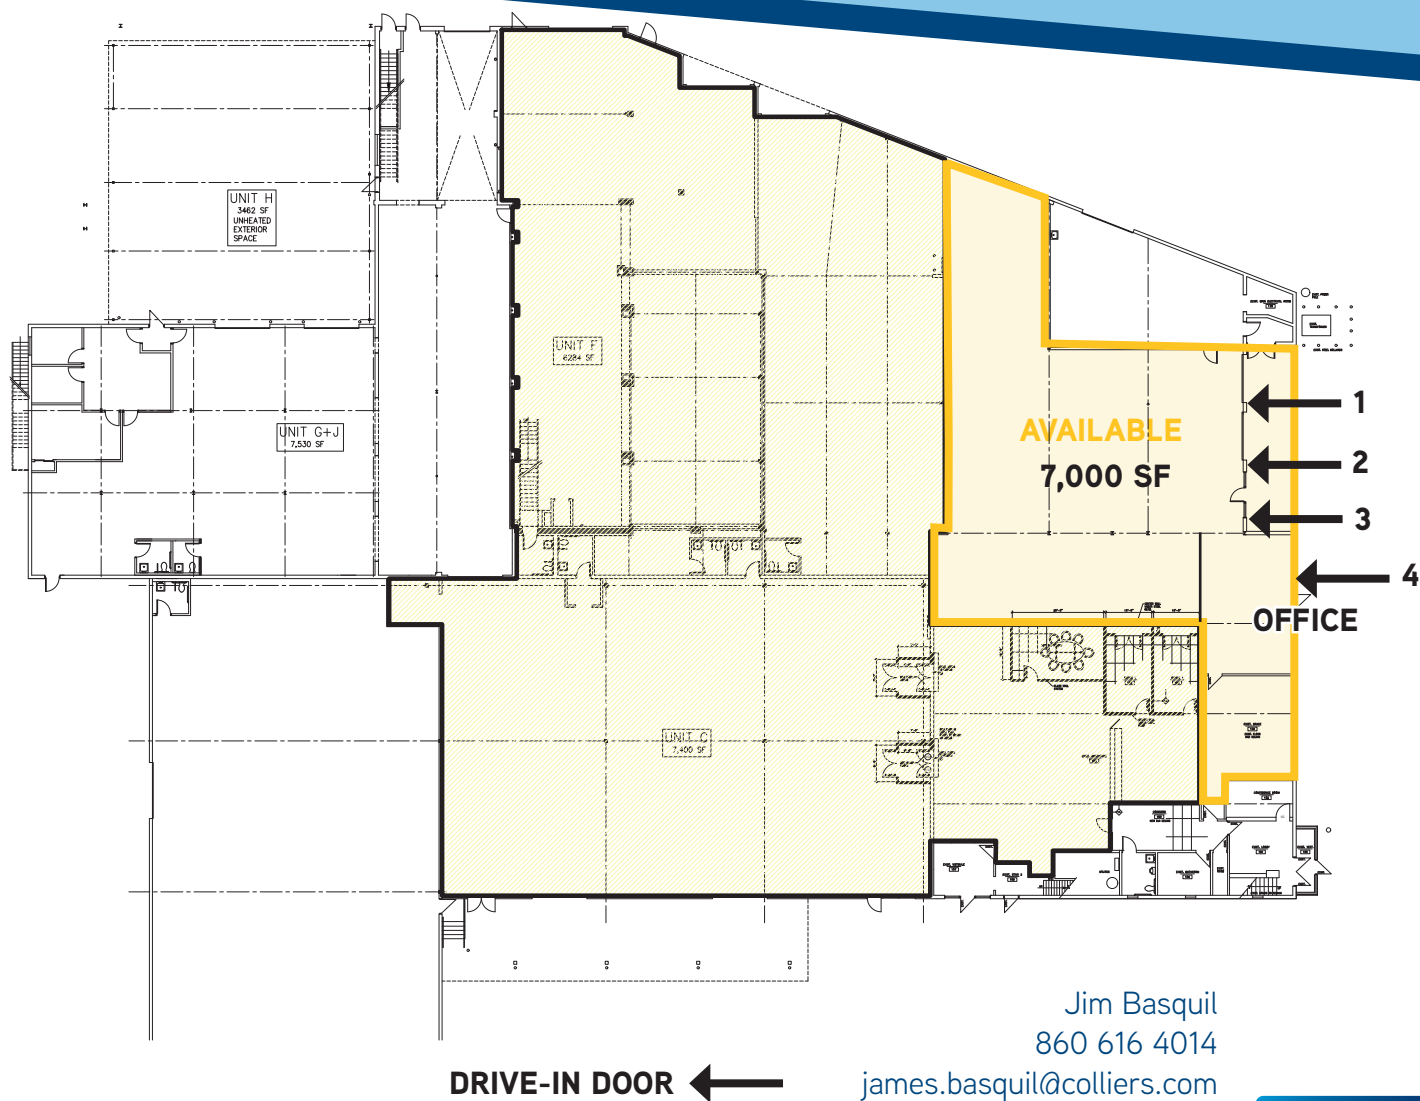 UNIT H
3462 SF
UNHEATED
EXTERIOR
SPACE
UNIT F
6284 SF
UNIT G+J
7,530 SF
AVAILABLE
7,000 SF
1
2
3
4
OFFICE
UNIT C
7,400 SF
Jim Basquil
860 616 4014
james.basquil@colliers.com
DRIVE-IN DOOR